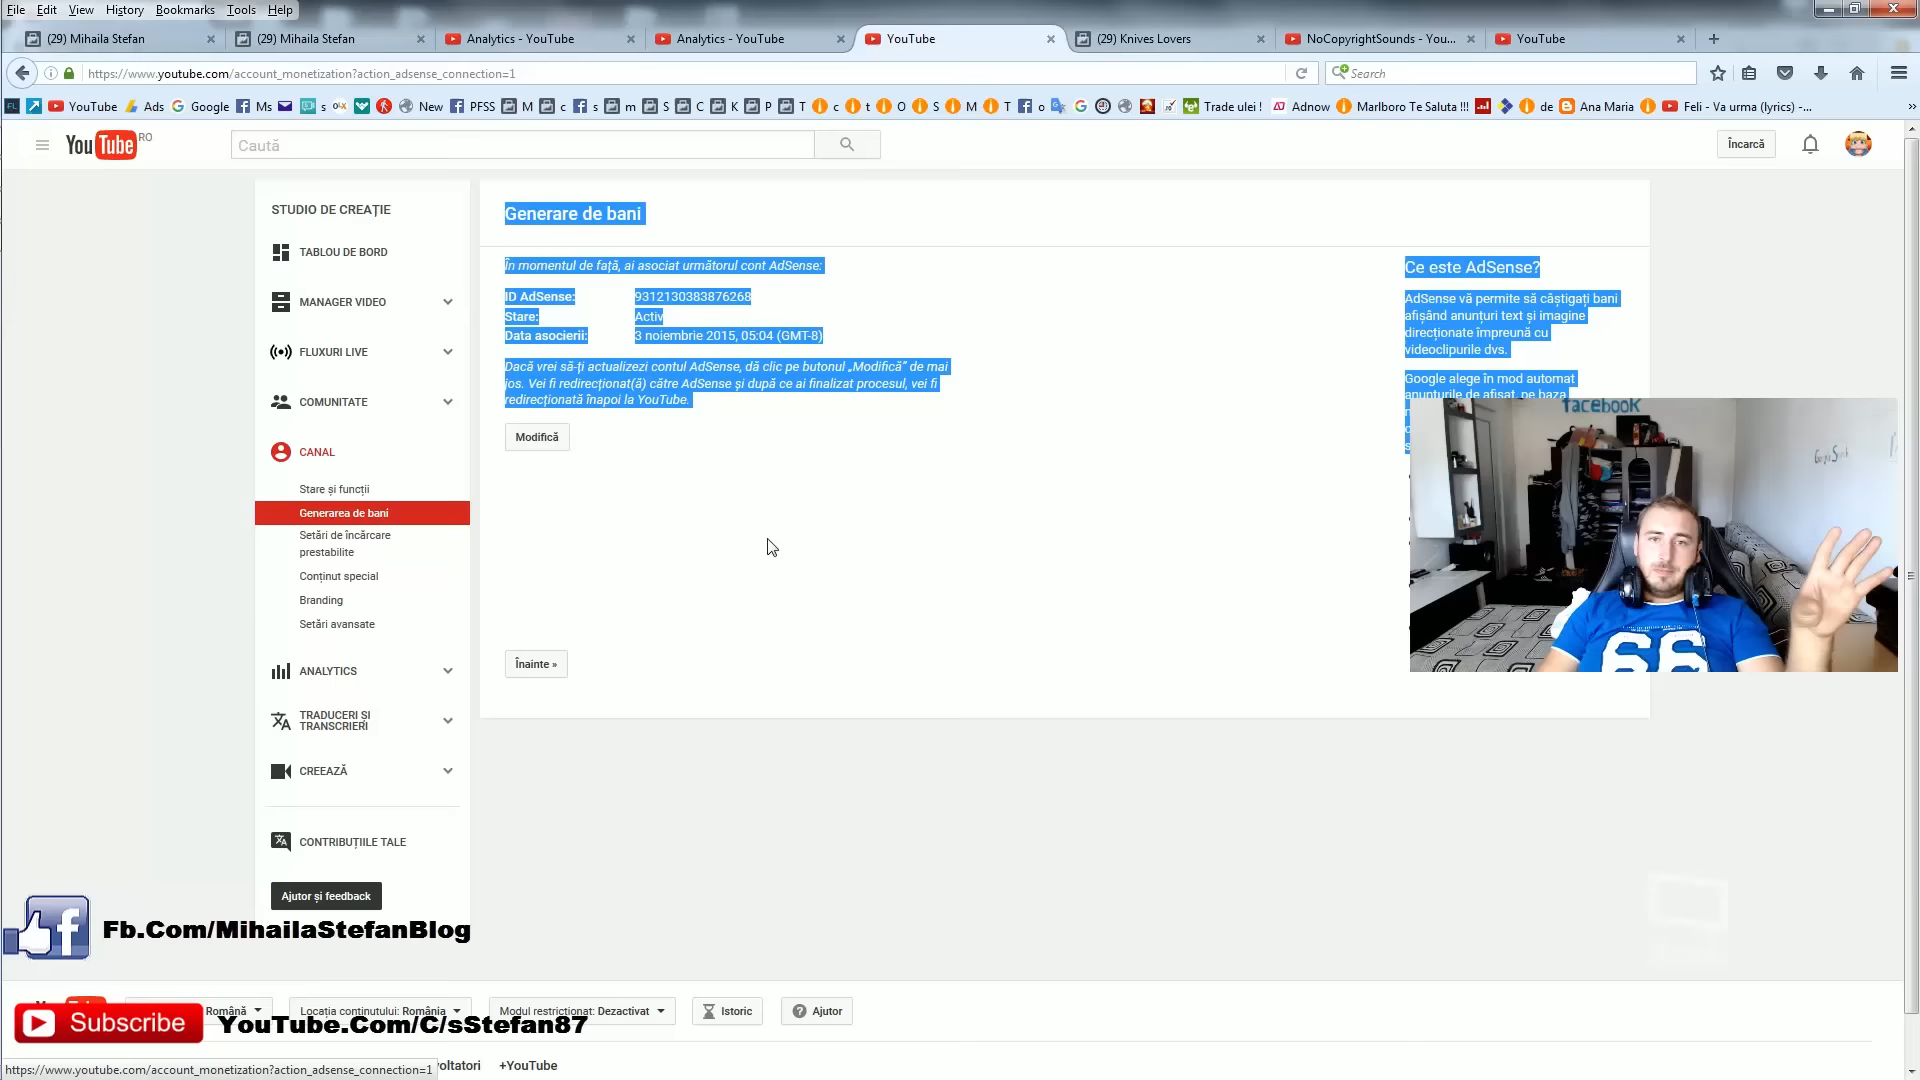 File Edit View History Bookmarks Tools Help
(29) Mihaila Stefan
(29) Mihaila Stefan
Analytics - YouTube
Analytics - YouTube
YouTube
(29) Knives Lovers
NoCopyrightSounds - You...
YouTube
https://www.youtube.com/account_monetization?action_adsense_connection=1
Search
YouTube Ads Google Ms s New PFSS M c s m S C K P T c t O S M T o Trade ulei ! Adnow Marlboro Te Saluta !!! de Ana Maria Feli - Va urma (lyrics) -... »
YouTube RO
Caută
Încarcă
STUDIO DE CREAȚIE
TABLOU DE BORD
MANAGER VIDEO
FLUXURI LIVE
COMUNITATE
CANAL
Stare și funcții
Generarea de bani
Setări de încărcare
prestabilite
Conținut special
Branding
Setări avansate
ANALYTICS
TRADUCERI ȘI
TRANSCRIERI
CREEAZĂ
CONTRIBUȚIILE TALE
Ajutor și feedback
Generare de bani
În momentul de față, ai asociat următorul cont AdSense:
ID AdSense: 9312130383876268
Stare: Activ
Data asocierii: 3 noiembrie 2015, 05:04 (GMT-8)
Dacă vrei să-ți actualizezi contul AdSense, dă clic pe butonul „Modifică” de mai
jos. Vei fi redirecționat(ă) către AdSense și după ce ai finalizat procesul, vei fi
redirecționată înapoi la YouTube.
Modifică
Înainte »
Ce este AdSense?
AdSense vă permite să câștigați bani
afișând anunțuri text și imagine
direcționate împreună cu
videoclipurile dvs.
Google alege în mod automat
anunțurile de afișat, pe baza
facebook
66
Fb.Com/MihailaStefanBlog
Română
Locația conținutului: România
Modul restricționat: Dezactivat
Istoric
Ajutor
Subscribe
YouTube.Com/C/sStefan87
https://www.youtube.com/account_monetization?action_adsense_connection=1
voltatori +YouTube